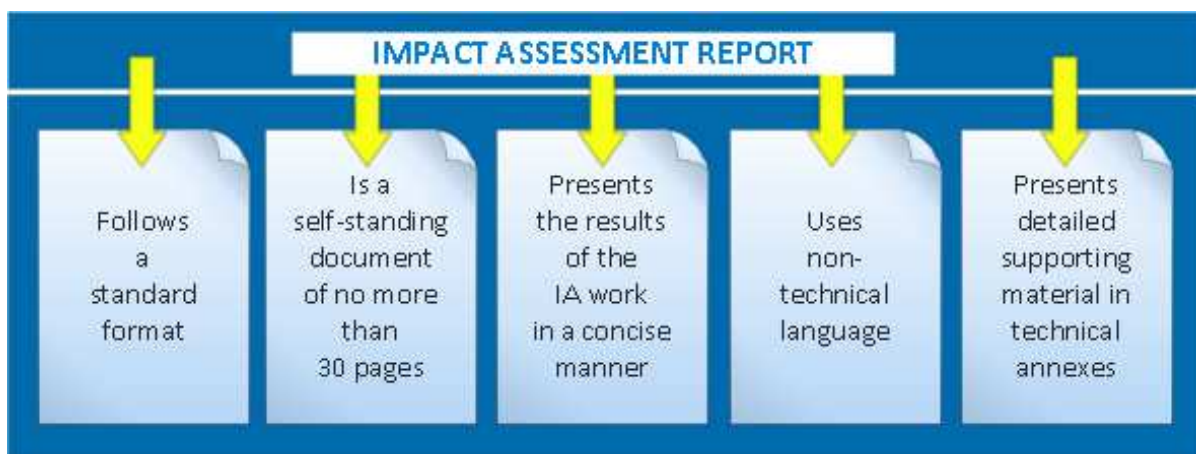 IMPACT ASSESSMENT REPORT
Follows
a
standard
format
Is a
self-standing
document
of no more
than
30 pages
Presents
the results
of the
IA work
in a concise
manner
Uses
non-
technical
language
Presents
detailed
supporting
material in
technical
annexes